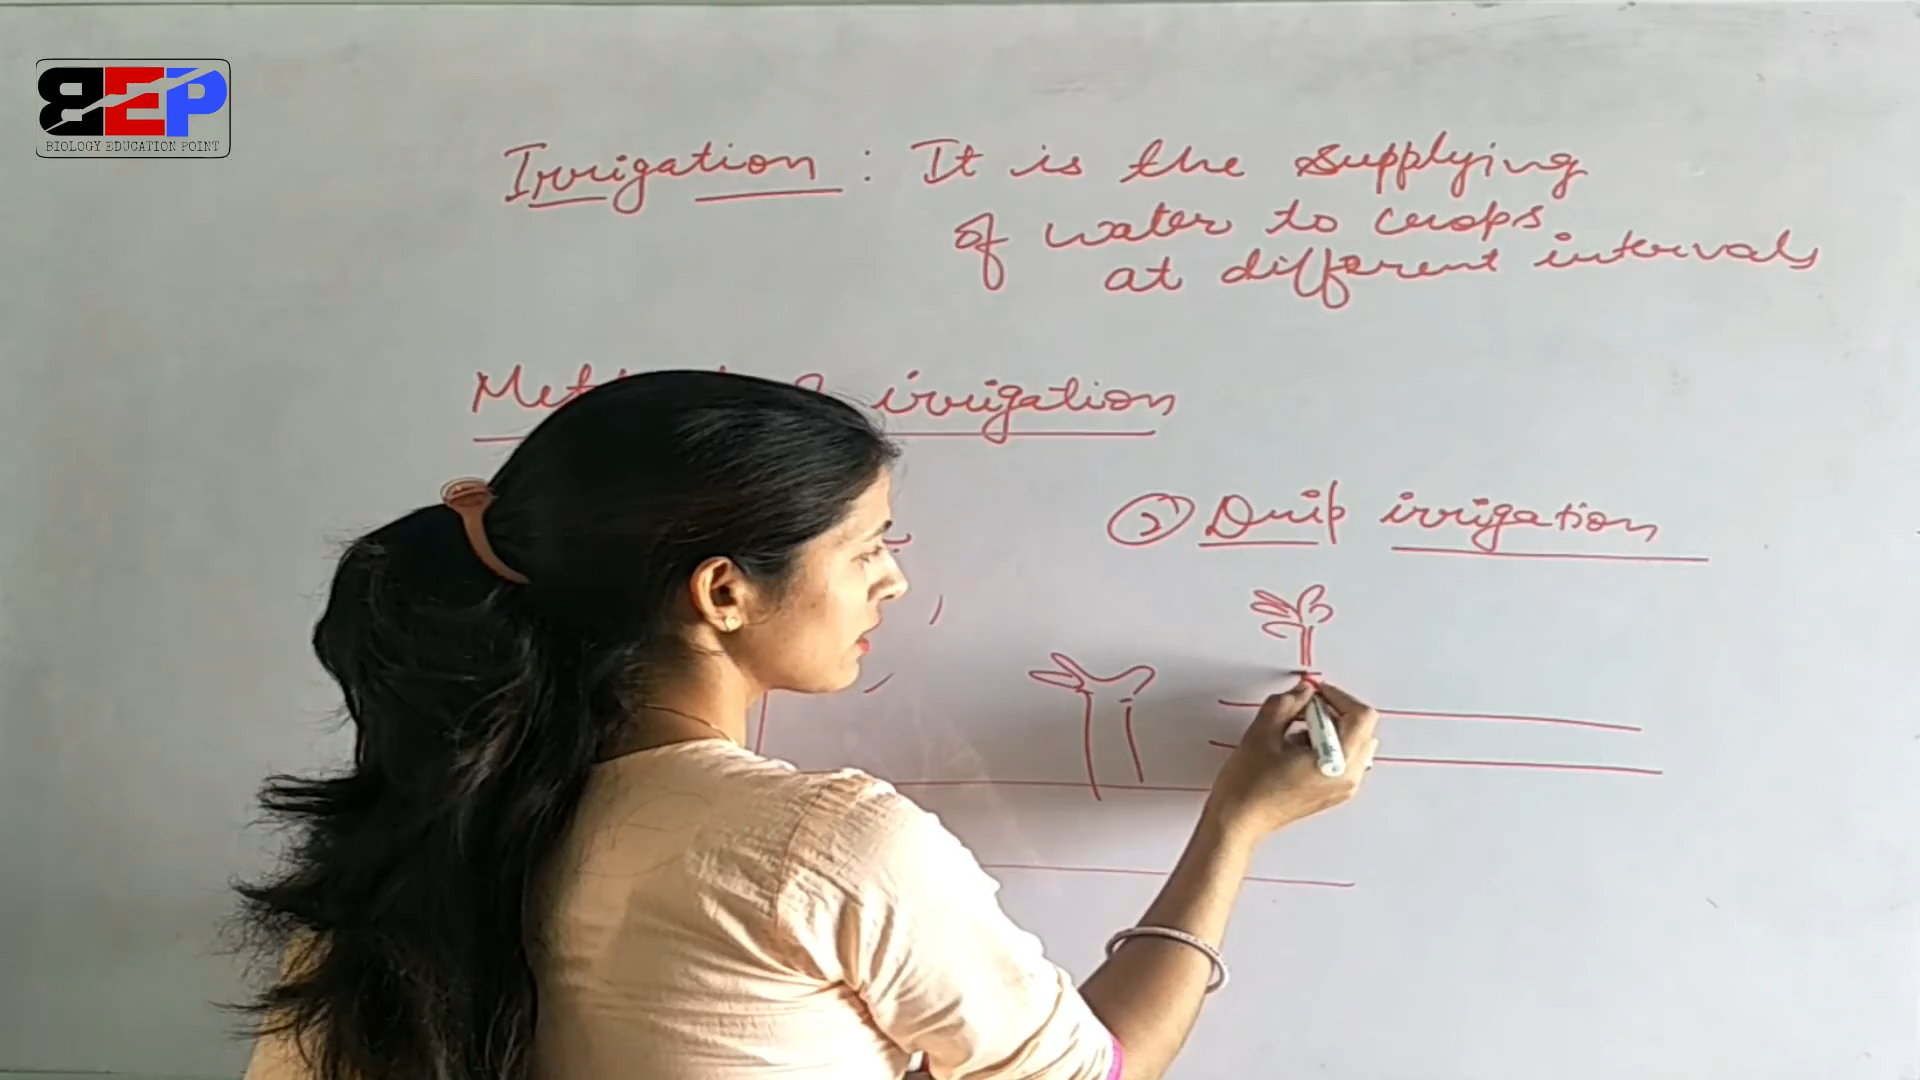 BEP
BIOLOGY EDUCATION POINT
Irrigation : It is the supplying
of water to crops
at different intervals
irrigation
② Drip irrigation